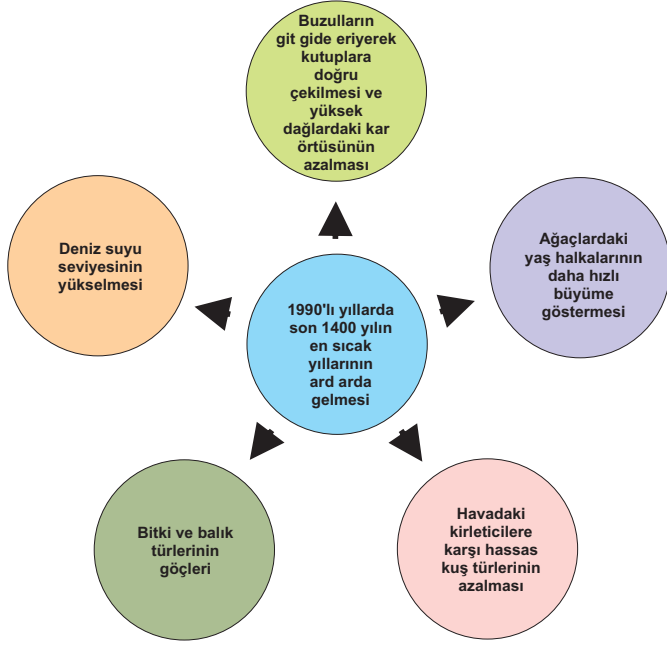 Buzulların
git gide eriyerek
kutuplara
doğru
çekilmesi ve
yüksek
dağlardaki kar
örtüsünün
azalması
Deniz suyu
seviyesinin
yükselmesi
Ağaçlardaki
yaş halkalarının
daha hızlı
büyüme
göstermesi
1990'lı yıllarda
son 1400 yılın
en sıcak
yıllarının
ard arda
gelmesi
Bitki ve balık
türlerinin
göçleri
Havadaki
kirleticilere
karşı hassas
kuş türlerinin
azalması